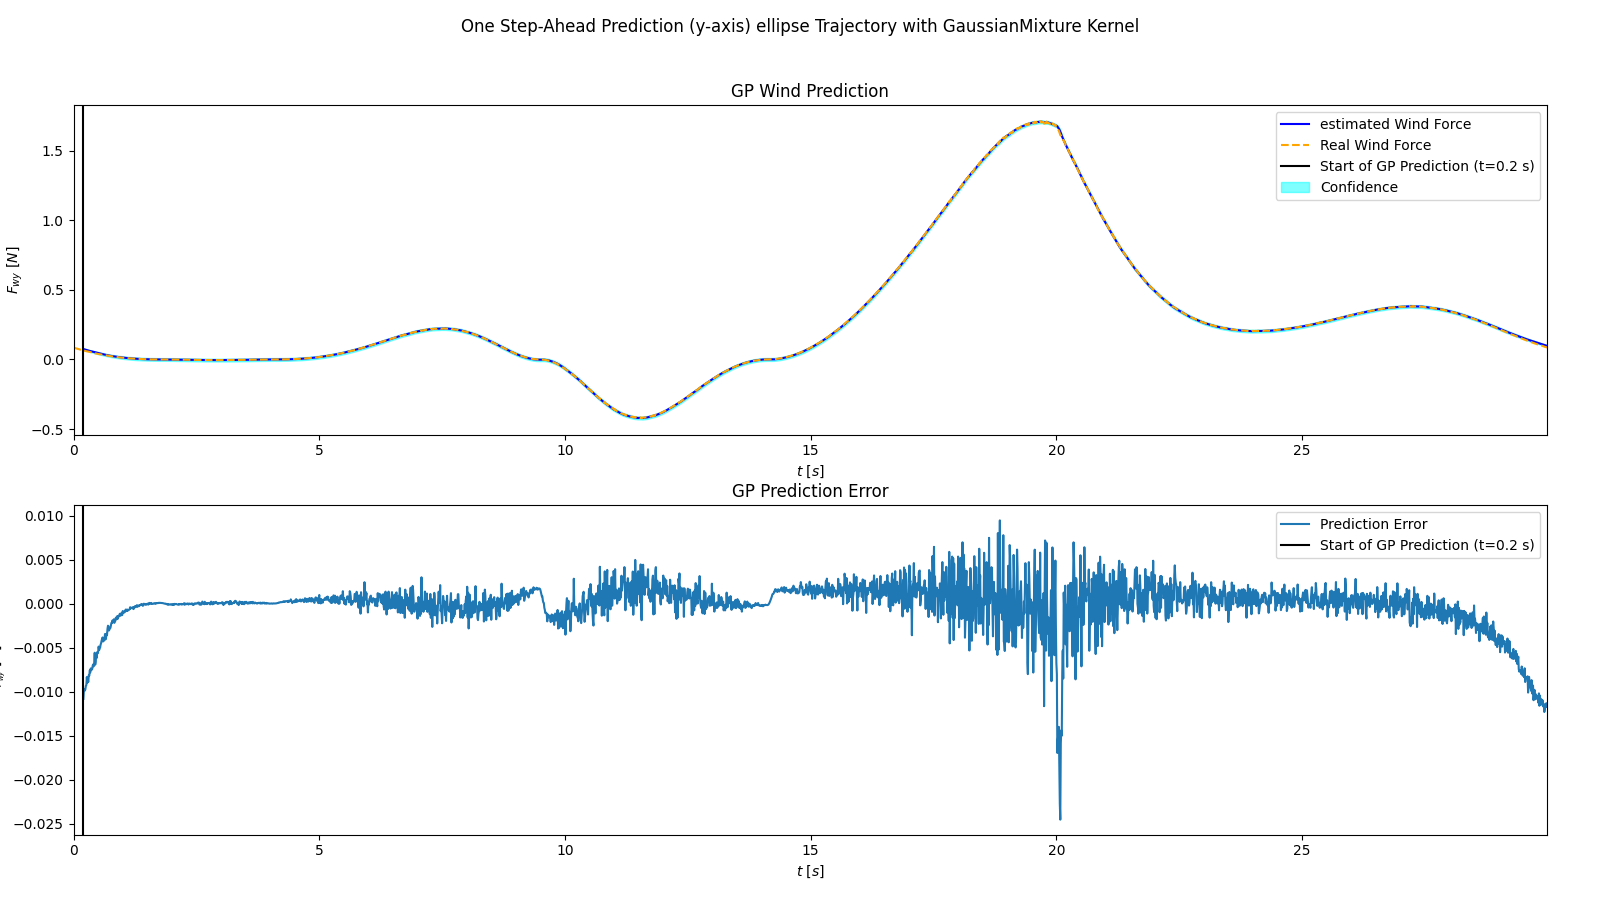 One Step-Ahead Prediction (y-axis) ellipse Trajectory with GaussianMixture Kernel
GP Wind Prediction
estimated Wind Force
Real Wind Force
Start of GP Prediction (t=0.2 s)
Confidence
1.5
1.0
0.5
0.0
−0.5
F_{wy} [N]
0 5 10 15 20 25
t [s]
GP Prediction Error
Prediction Error
Start of GP Prediction (t=0.2 s)
0.010
0.005
0.000
−0.005
−0.010
−0.015
−0.020
−0.025
0 5 10 15 20 25
t [s]